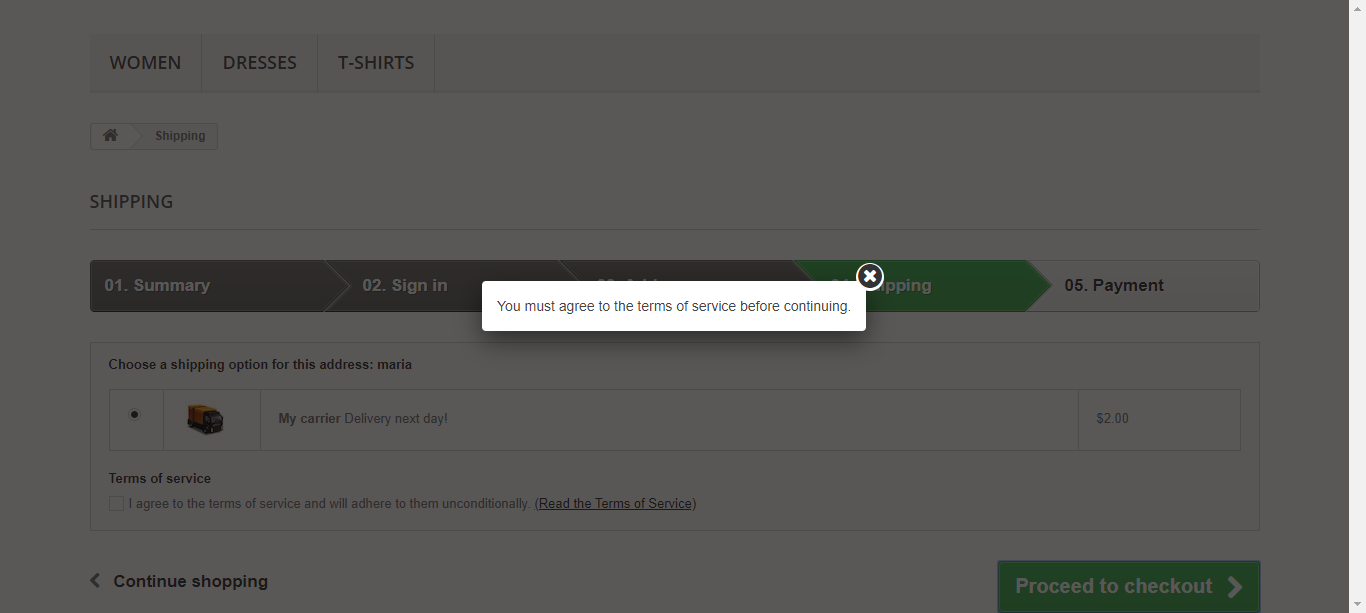 WOMEN DRESSES T-SHIRTS
Shipping
SHIPPING
01. Summary 02. Sign in 05. Payment
You must agree to the terms of service before continuing.
Choose a shipping option for this address: maria
My carrier Delivery next day! $2.00
Terms of service
I agree to the terms of service and will adhere to them unconditionally. (Read the Terms of Service)
Continue shopping Proceed to checkout